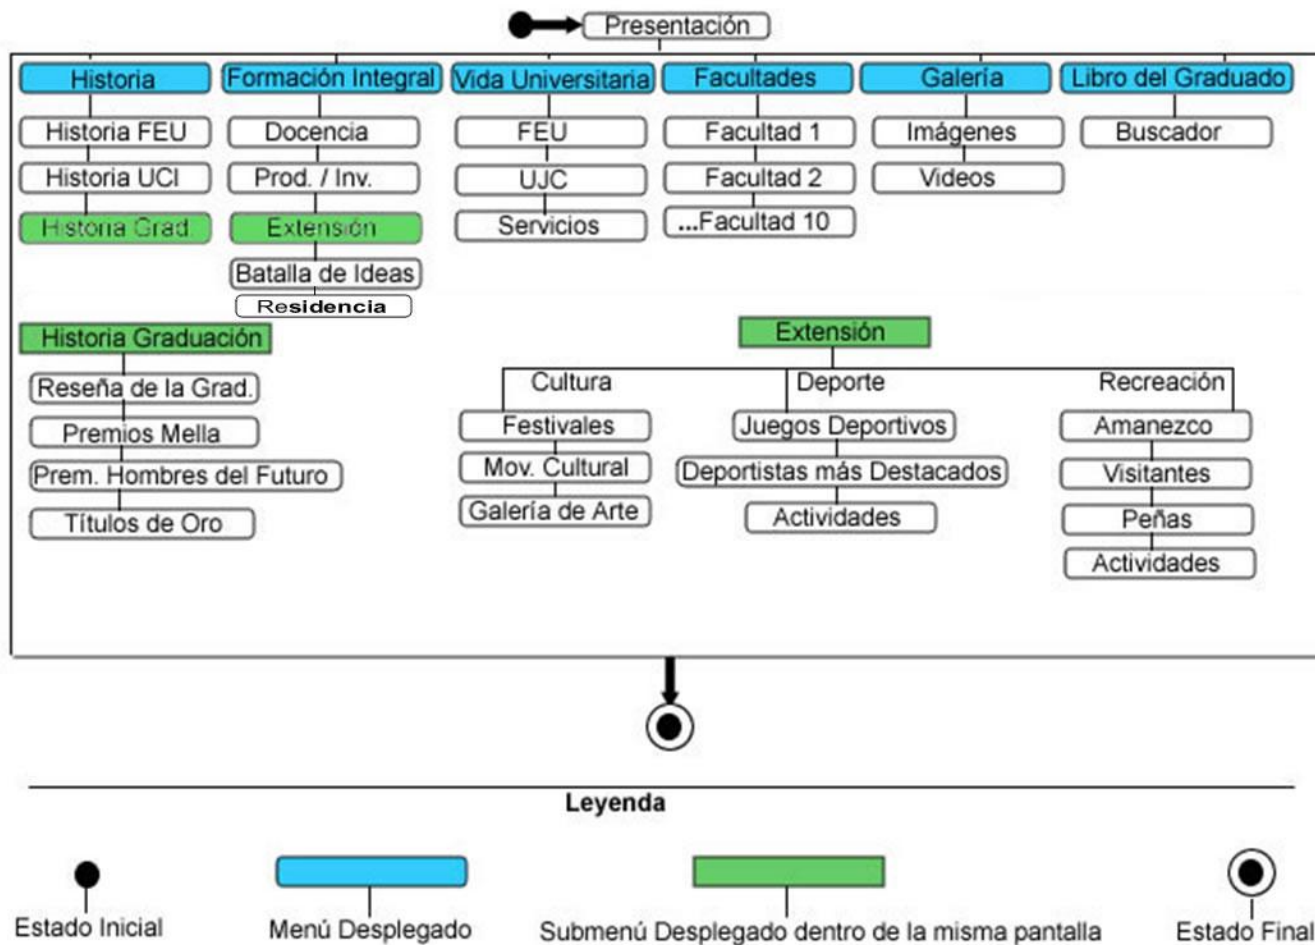 Presentación
Historia
Formación Integral
Vida Universitaria
Facultades
Galería
Libro del Graduado
Historia FEU
Docencia
FEU
Facultad 1
Imágenes
Buscador
Historia UCI
Prod. / Inv.
UJC
Facultad 2
Videos
Historia Grad.
Extensión
Servicios
...Facultad 10
Batalla de Ideas
Residencia
Historia Graduación
Extensión
Reseña de la Grad.
Premios Mella
Prem. Hombres del Futuro
Títulos de Oro
Cultura
Deporte
Recreación
Festivales
Juegos Deportivos
Amanezco
Mov. Cultural
Deportistas más Destacados
Visitantes
Galería de Arte
Actividades
Peñas
Actividades
Leyenda
Estado Inicial
Menú Desplegado
Submenú Desplegado dentro de la misma pantalla
Estado Final